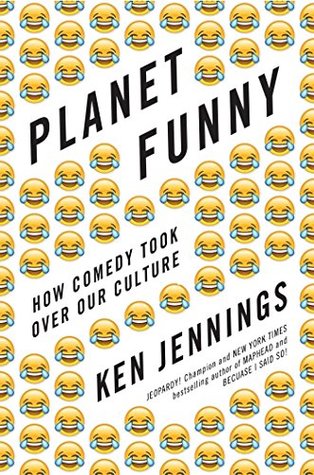 PLANET
FUNNY
HOW COMEDY TOOK
OVER OUR CULTURE
KEN JENNINGS
JEOPARDY! Champion and NEW YORK TIMES
bestselling author of MAPHEAD and
BECUASE I SAID SO!